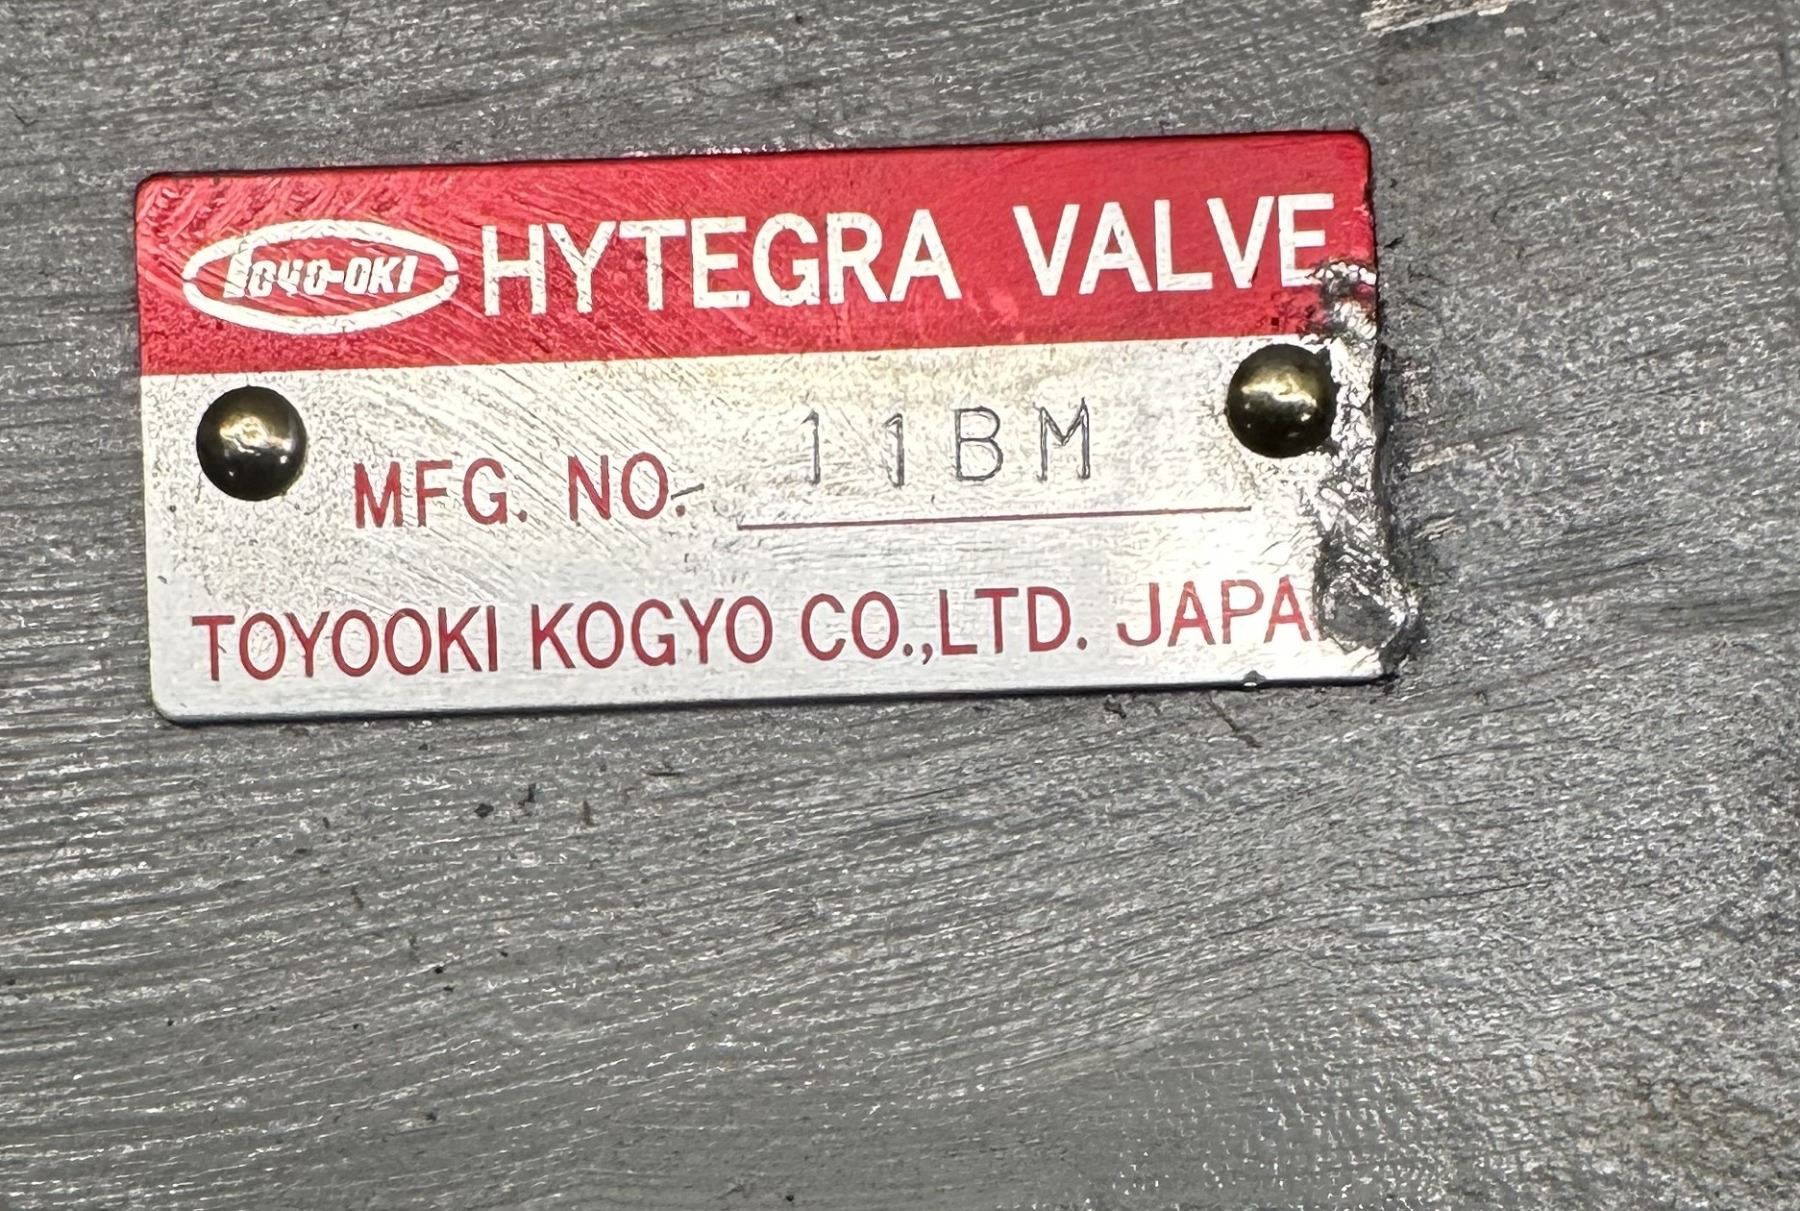 TOYO-OKI HYTEGRA VALVE
MFG. NO. 11BM
TOYOOKI KOGYO CO.,LTD. JAPA